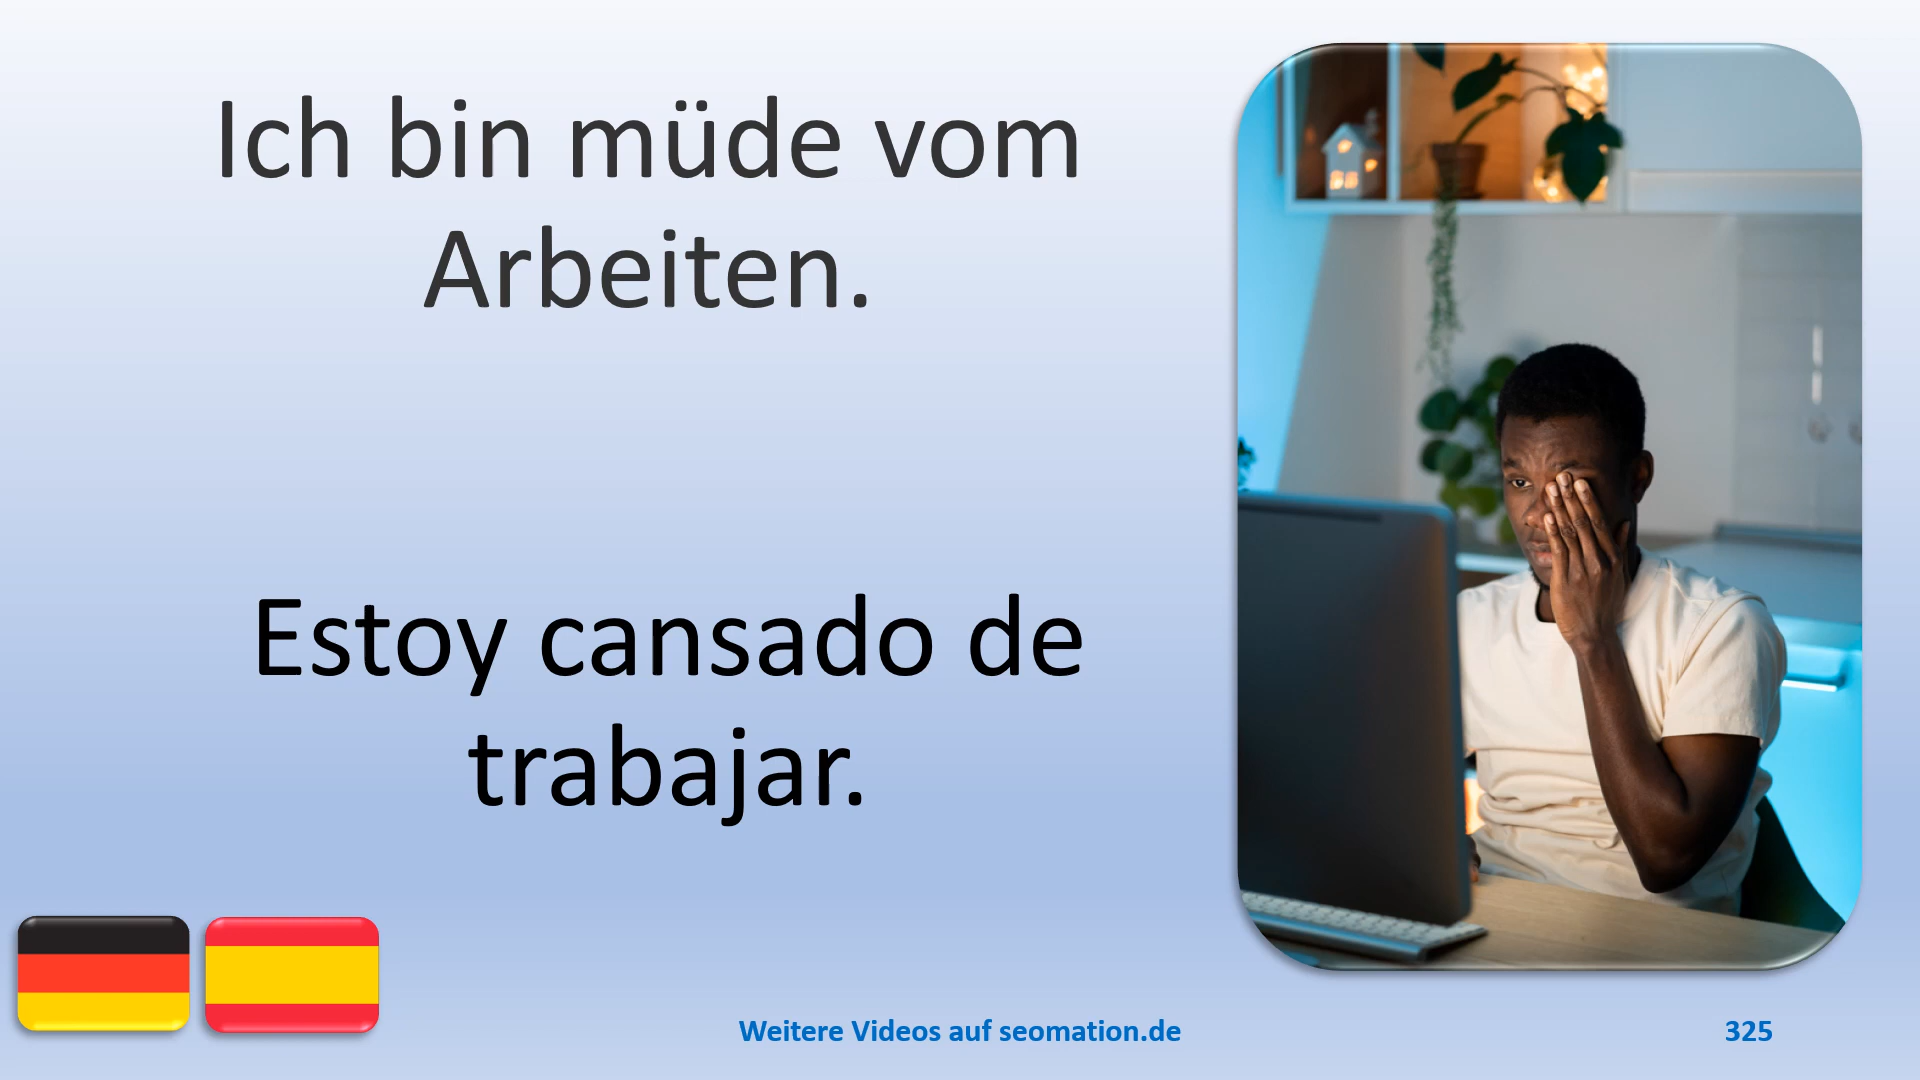 Ich bin müde vom
Arbeiten.
Estoy cansado de
trabajar.
Weitere Videos auf seomation.de
325